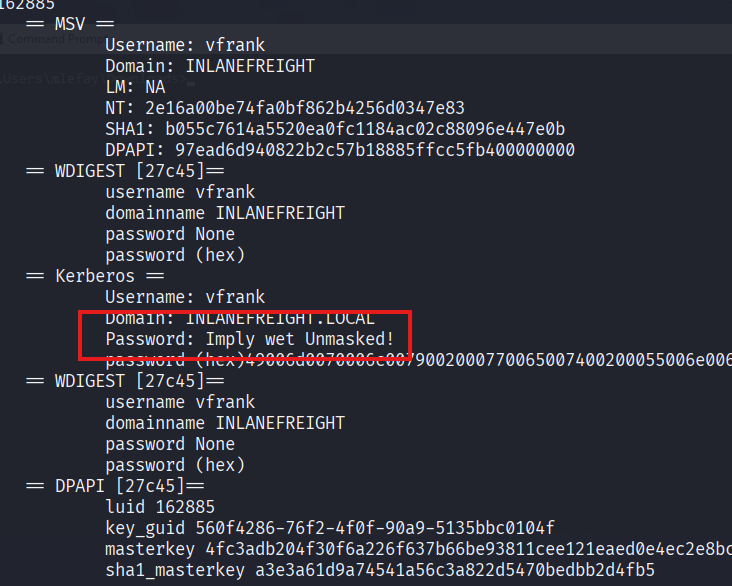 162885
== MSV ==
Username: vfrank
Domain: INLANEFREIGHT
LM: NA
NT: 2e16a00be74fa0bf862b4256d0347e83
SHA1: b055c7614a5520ea0fc1184ac02c88096e447e0b
DPAPI: 97ead6d940822b2c57b18885ffcc5fb400000000
== WDIGEST [27c45]==
username vfrank
domainname INLANEFREIGHT
password None
password (hex)
== Kerberos ==
Username: vfrank
Domain: INLANEFREIGHT.LOCAL
Password: Imply wet Unmasked!
password (hex)49006d0070006c0079002000770065007400200055006e006
== WDIGEST [27c45]==
username vfrank
domainname INLANEFREIGHT
password None
password (hex)
== DPAPI [27c45]==
luid 162885
key_guid 560f4286-76f2-4f0f-90a9-5135bbc0104f
masterkey 4fc3adb204f30f6a226f637b66be93811cee121eaed0e4ec2e8bc
sha1_masterkey a3e3a61d9a74541a56c3a822d5470bedbb2d4fb5